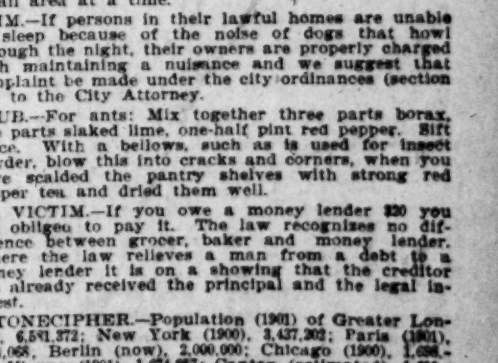 an area at a time.
IM.—If persons in their lawful homes are unable
sleep because of the noise of dogs that howl
ough the night, their owners are properly charged
h maintaining a nuisance and we suggest that
plaint be made under the city ordinances (section
to the City Attorney.
UB.—For ants: Mix together three parts borax,
parts slaked lime, one-half pint red pepper. Sift
ce. With a bellows, such as is used for insect
der, blow this into cracks and corners, when you
e scalded the pantry shelves with strong red
per tea and dried them well.
VICTIM.—If you owe a money lender $20 you
obliged to pay it. The law recognizes no dif-
ence between grocer, baker and money lender.
ere the law relieves a man from a debt to a
ney lender it is on a showing that the creditor
already received the principal and the legal in-
est.
TONECIPHER.—Population (1901) of Greater Lon-
6,581,372; New York (1900), 3,437,202; Paris (1901),
Berlin (now), 2,000,000; Chicago (1900),